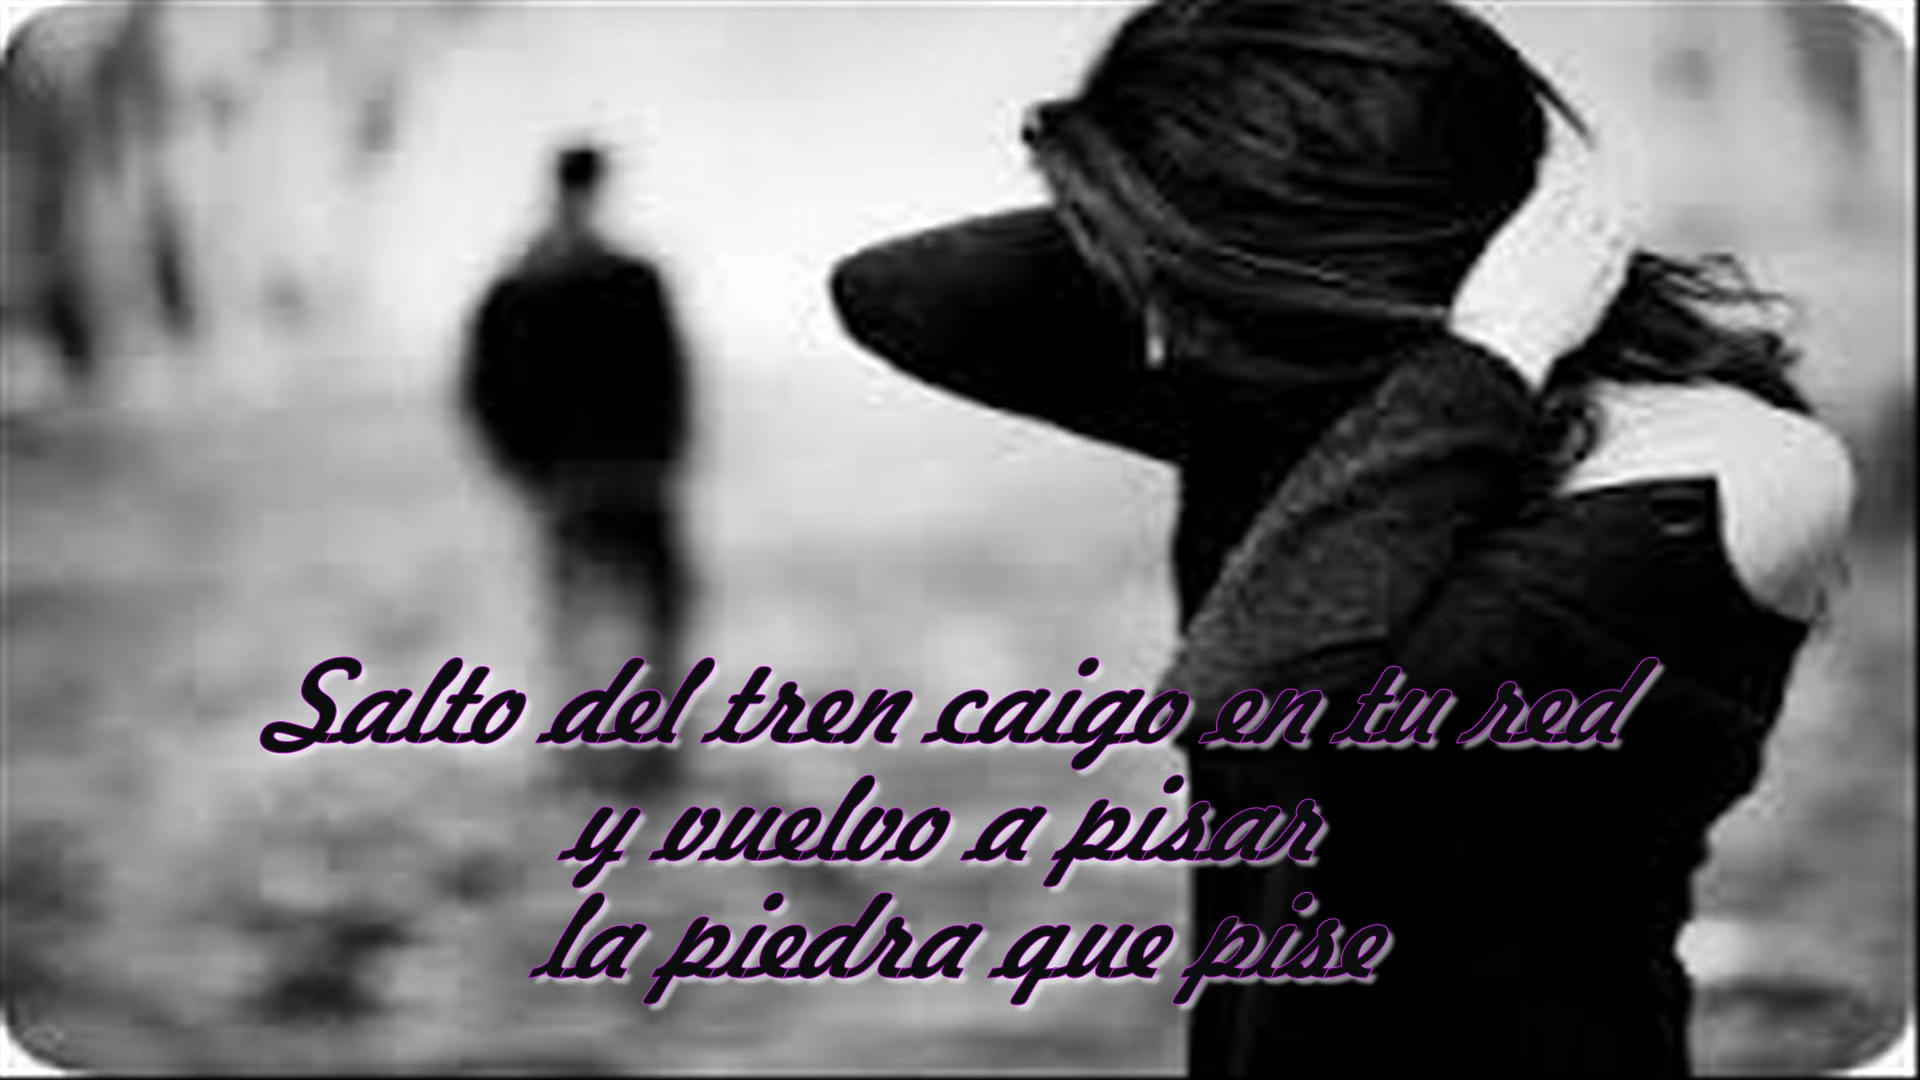 Salto del tren caigo en tu red
y vuelvo a pisar
la piedra que pise